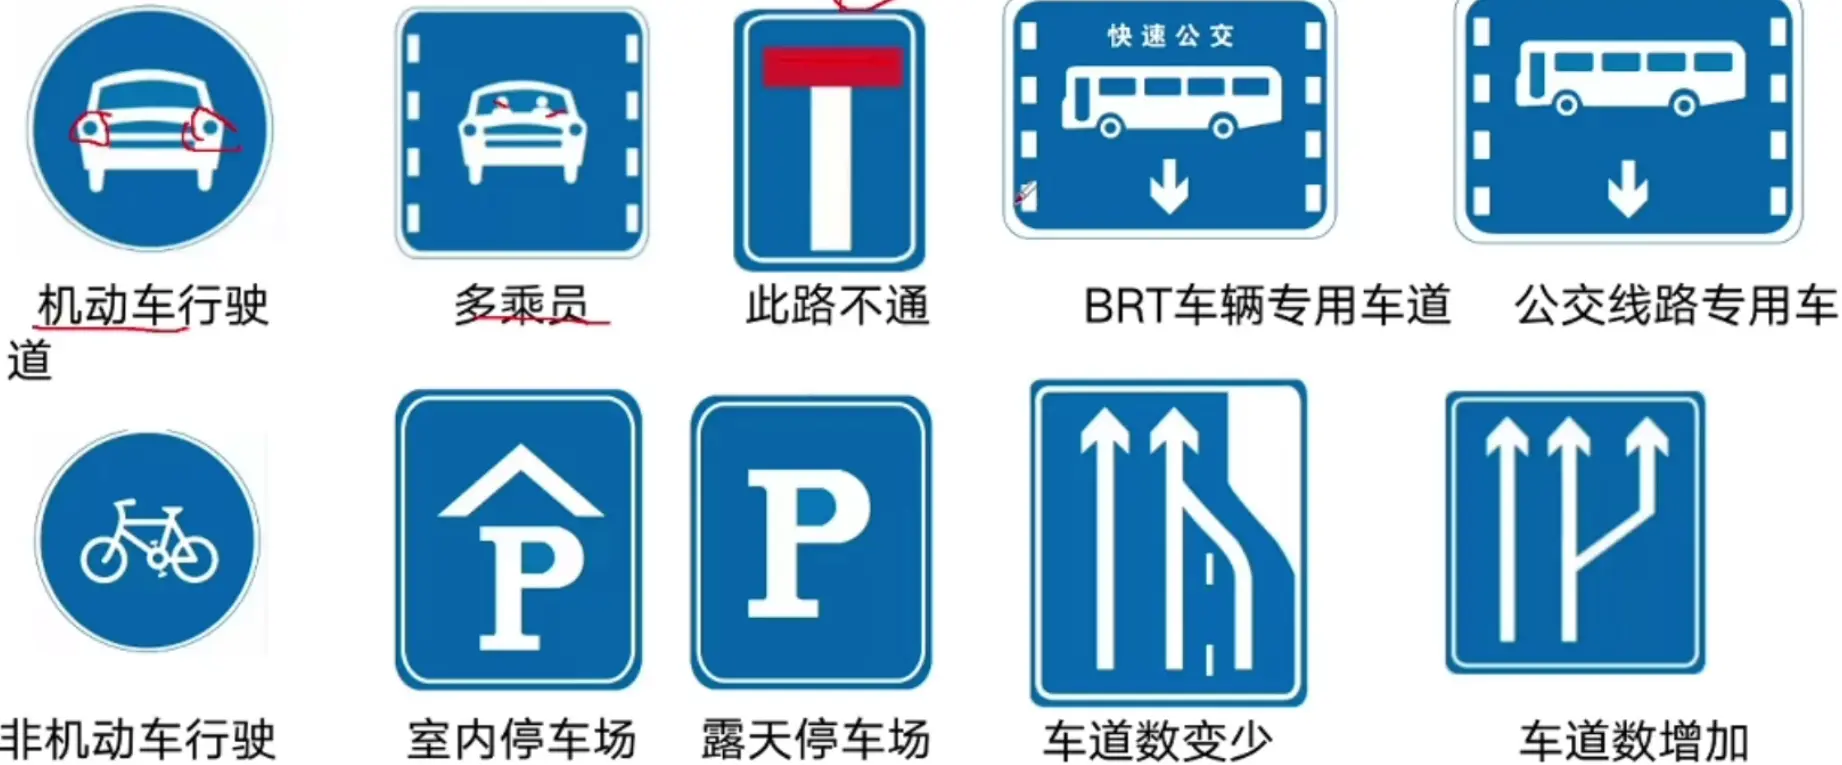 快速公交
机动车行驶
道
多乘员
此路不通
BRT车辆专用车道
公交线路专用车
P
P
非机动车行驶
室内停车场
露天停车场
车道数变少
车道数增加